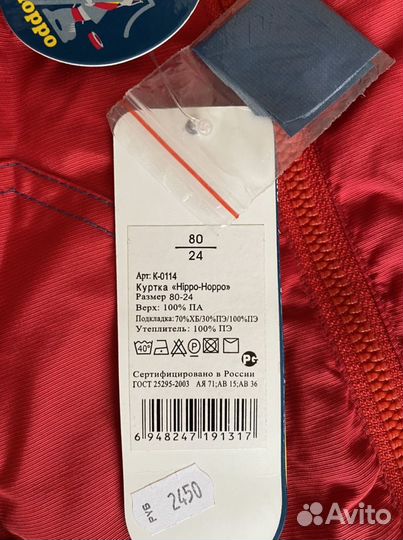 oppo
80
24
Арт: К-0114
Куртка «Hippo-Hoppo»
Размер 80-24
Верх: 100% ПА
Подкладка: 70%ХБ/30%ПЭ/100%ПЭ
Утеплитель: 100% ПЭ
40°
P
Сертифицировано в России
ГОСТ 25295-2003 АЯ 71;АВ 15;АВ 36
6 948247 191317
РУБ 2450
Avito